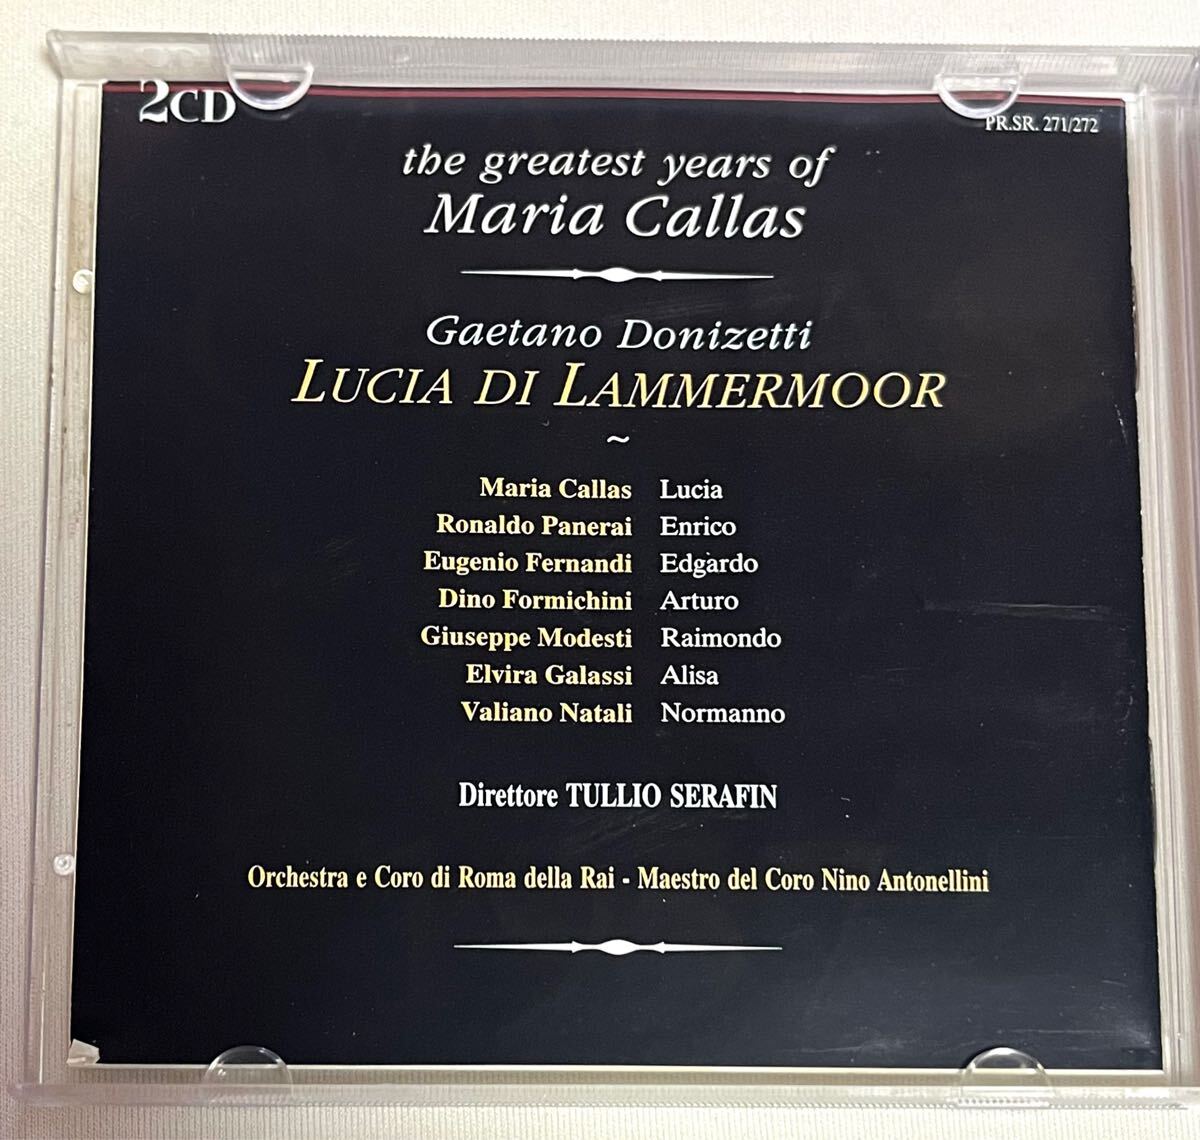 2CD
PR.SR. 271/272
the greatest years of
Maria Callas
Gaetano Donizetti
LUCIA DI LAMMERMOOR
~
Maria Callas Lucia
Ronaldo Panerai Enrico
Eugenio Fernandi Edgardo
Dino Formichini Arturo
Giuseppe Modesti Raimondo
Elvira Galassi Alisa
Valiano Natali Normanno
Direttore TULLIO SERAFIN
Orchestra e Coro di Roma della Rai - Maestro del Coro Nino Antonellini